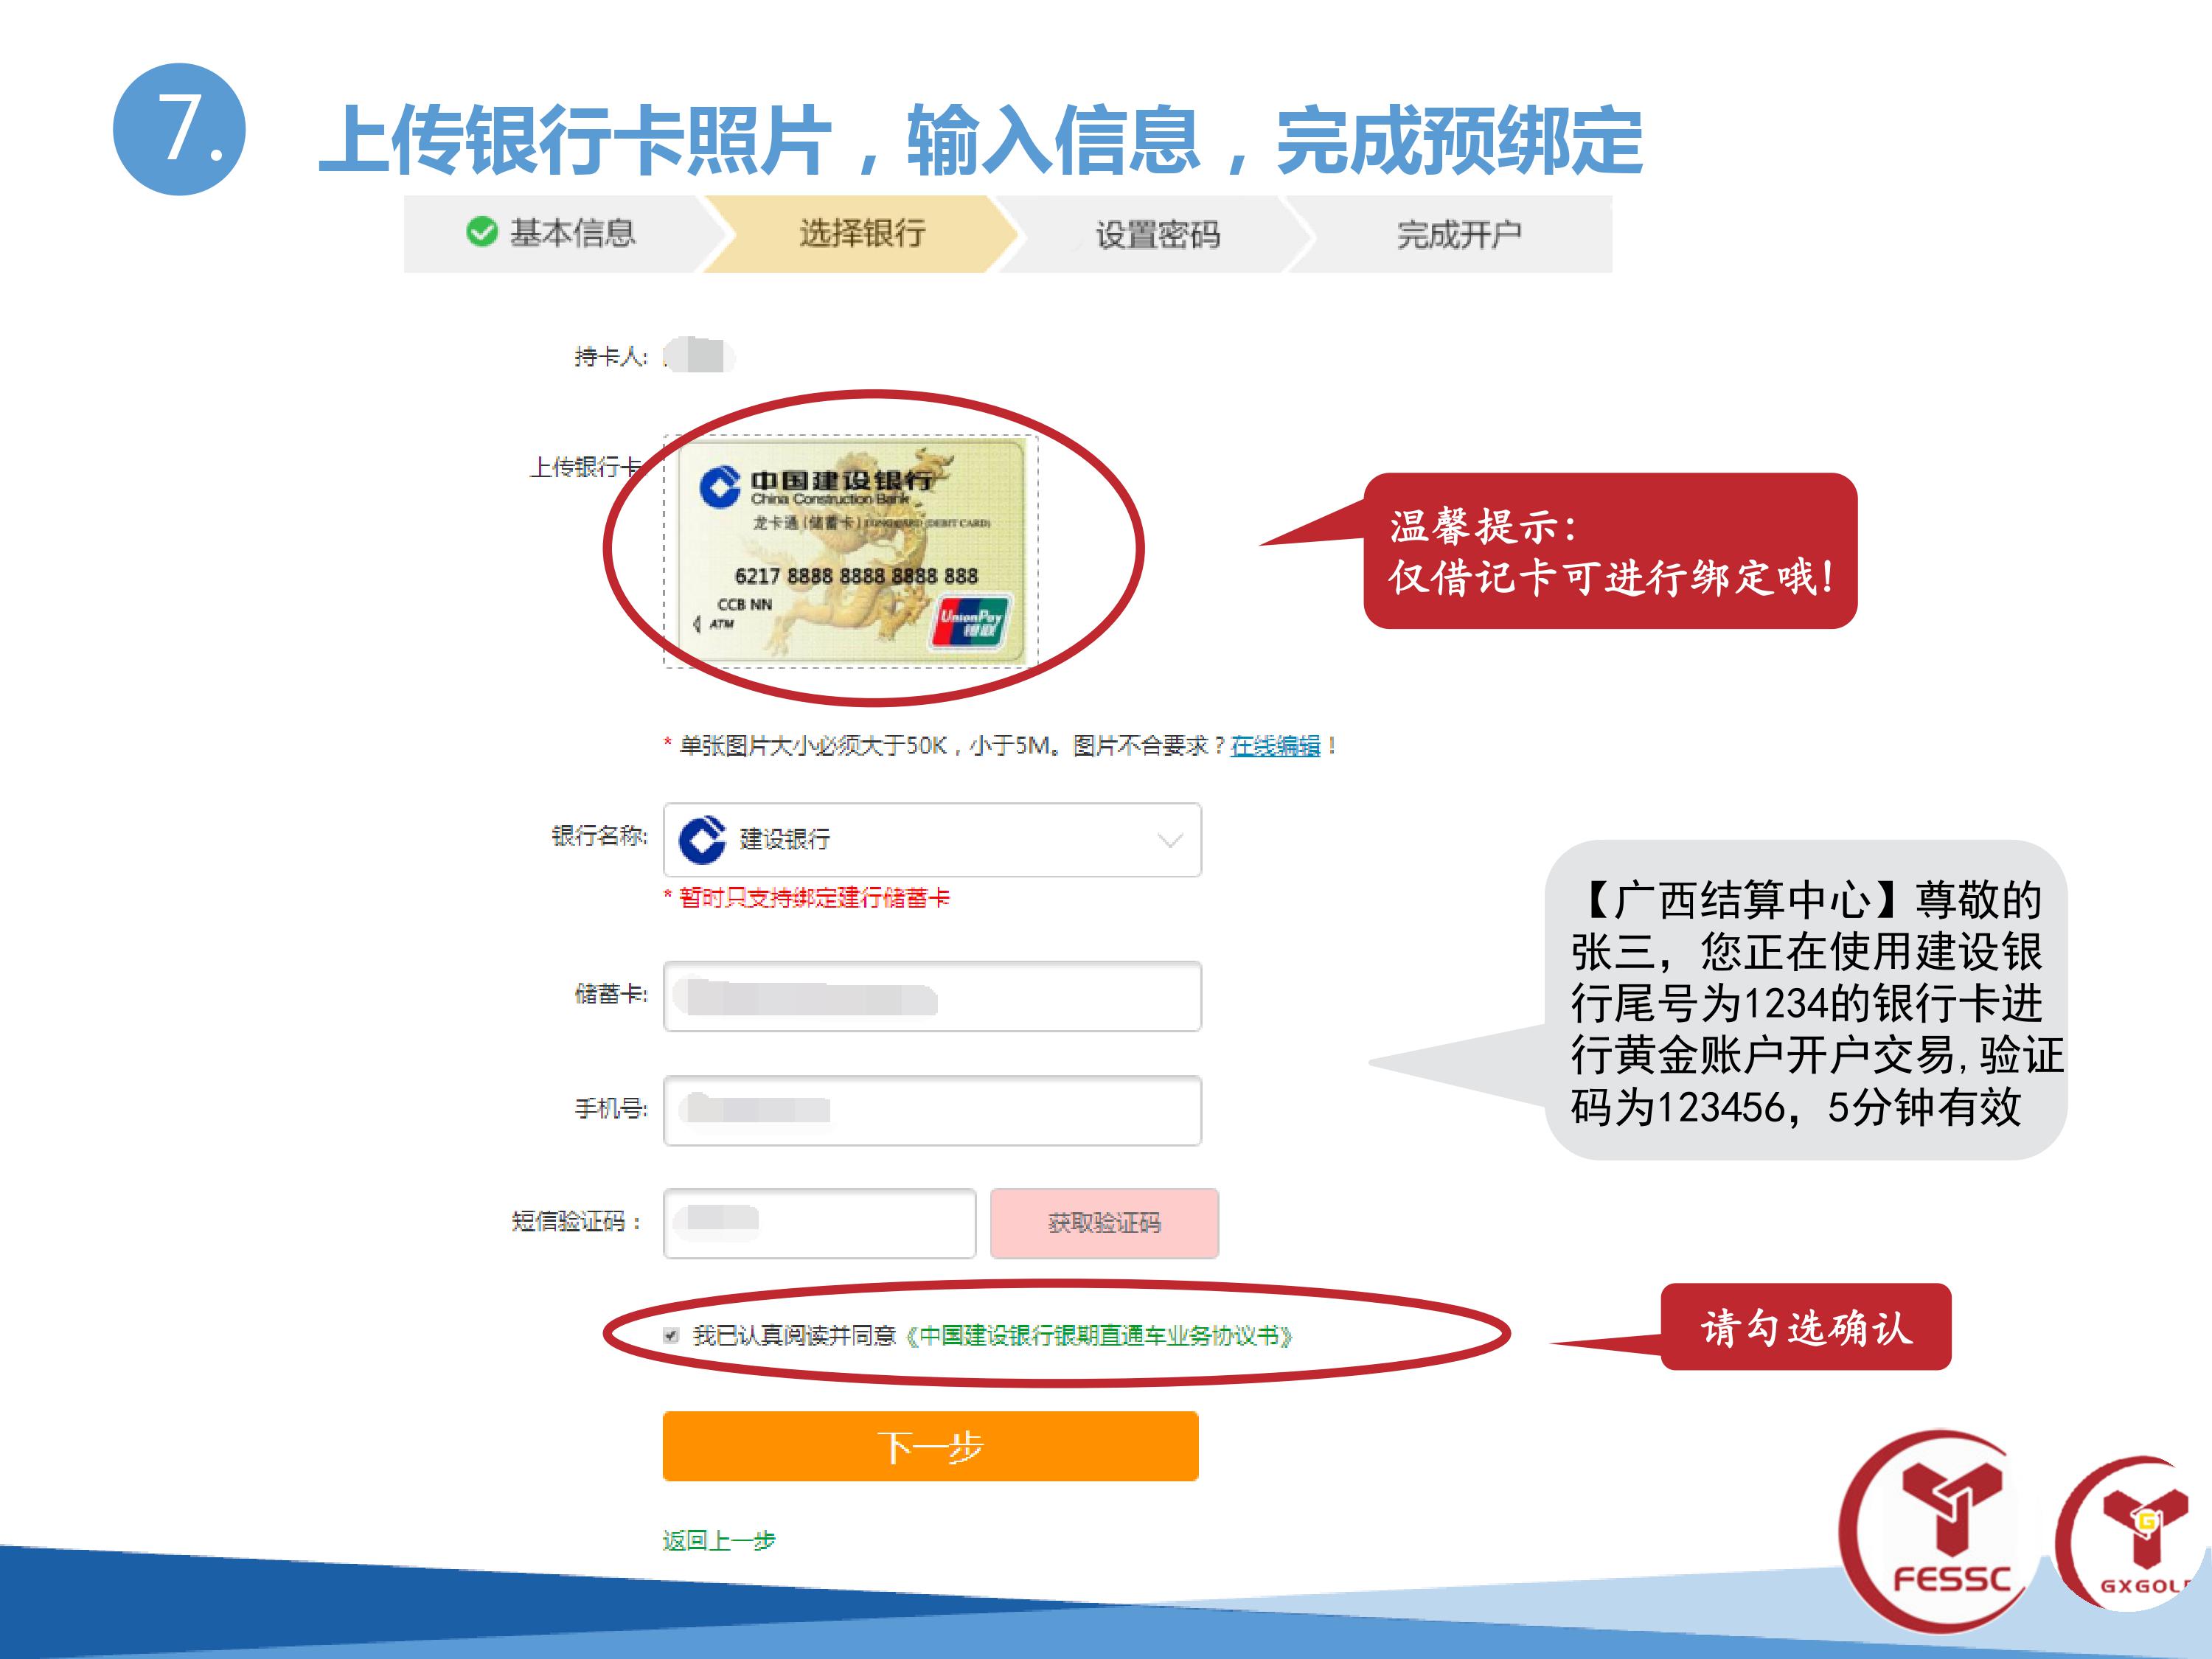 7.
上传银行卡照片，输入信息，完成预绑定
基本信息
选择银行
设置密码
完成开户
持卡人:
上传银行卡
中国建设银行
China Construction Bank
龙卡通(储蓄卡) LONG CARD (DEBIT CARD)
6217 8888 8888 8888 888
CCB NN
ATM
UnionPay
银联
温馨提示:
仅借记卡可进行绑定哦!
* 单张图片大小必须大于50K，小于5M。图片不合要求？在线编辑！
银行名称:
建设银行
* 暂时只支持绑定建行储蓄卡
储蓄卡:
手机号:
【广西结算中心】尊敬的
张三，您正在使用建设银
行尾号为1234的银行卡进
行黄金账户开户交易,验证
码为123456，5分钟有效
短信验证码：
获取验证码
我已认真阅读并同意《中国建设银行银期直通车业务协议书》
请勾选确认
下一步
返回上一步
FESSC
G
GXGOL